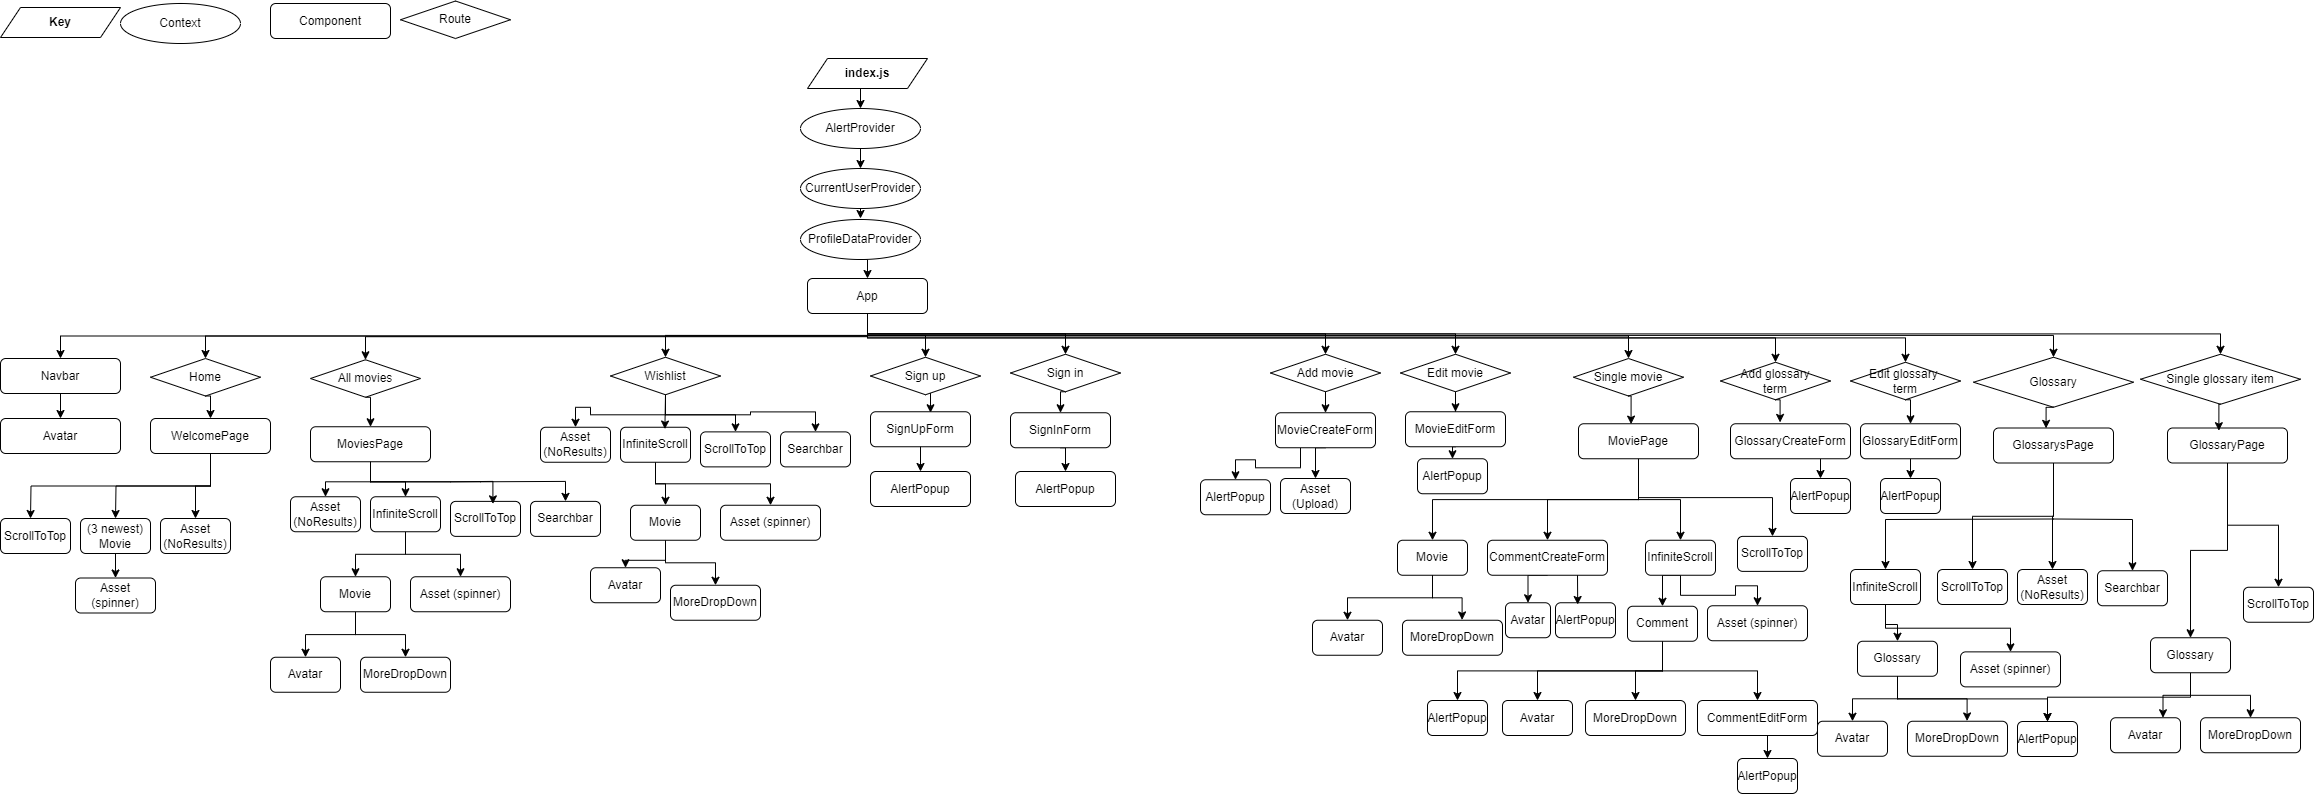 Key
Context
Component
Route
index.js
AlertProvider
CurrentUserProvider
ProfileDataProvider
App
Navbar
Home
All movies
Wishlist
Sign up
Sign in
Add movie
Edit movie
Single movie
Add glossary
term
Edit glossary
term
Glossary
Single glossary item
Avatar
WelcomePage
MoviesPage
Asset
(NoResults)
InfiniteScroll
ScrollToTop
Searchbar
SignUpForm
SignInForm
MovieCreateForm
MovieEditForm
MoviePage
GlossaryCreateForm
GlossaryEditForm
GlossarysPage
GlossaryPage
AlertPopup
AlertPopup
AlertPopup
Asset
(Upload)
AlertPopup
AlertPopup
AlertPopup
ScrollToTop
(3 newest)
Movie
Asset
(NoResults)
Asset
(NoResults)
InfiniteScroll
ScrollToTop
Searchbar
Movie
Asset (spinner)
Asset
(spinner)
Movie
Asset (spinner)
Avatar
MoreDropDown
Movie
CommentCreateForm
InfiniteScroll
ScrollToTop
InfiniteScroll
ScrollToTop
Asset
(NoResults)
Searchbar
ScrollToTop
Avatar
MoreDropDown
Avatar
MoreDropDown
Avatar
AlertPopup
Comment
Asset (spinner)
Glossary
Asset (spinner)
Glossary
AlertPopup
Avatar
MoreDropDown
CommentEditForm
Avatar
MoreDropDown
AlertPopup
Avatar
MoreDropDown
AlertPopup